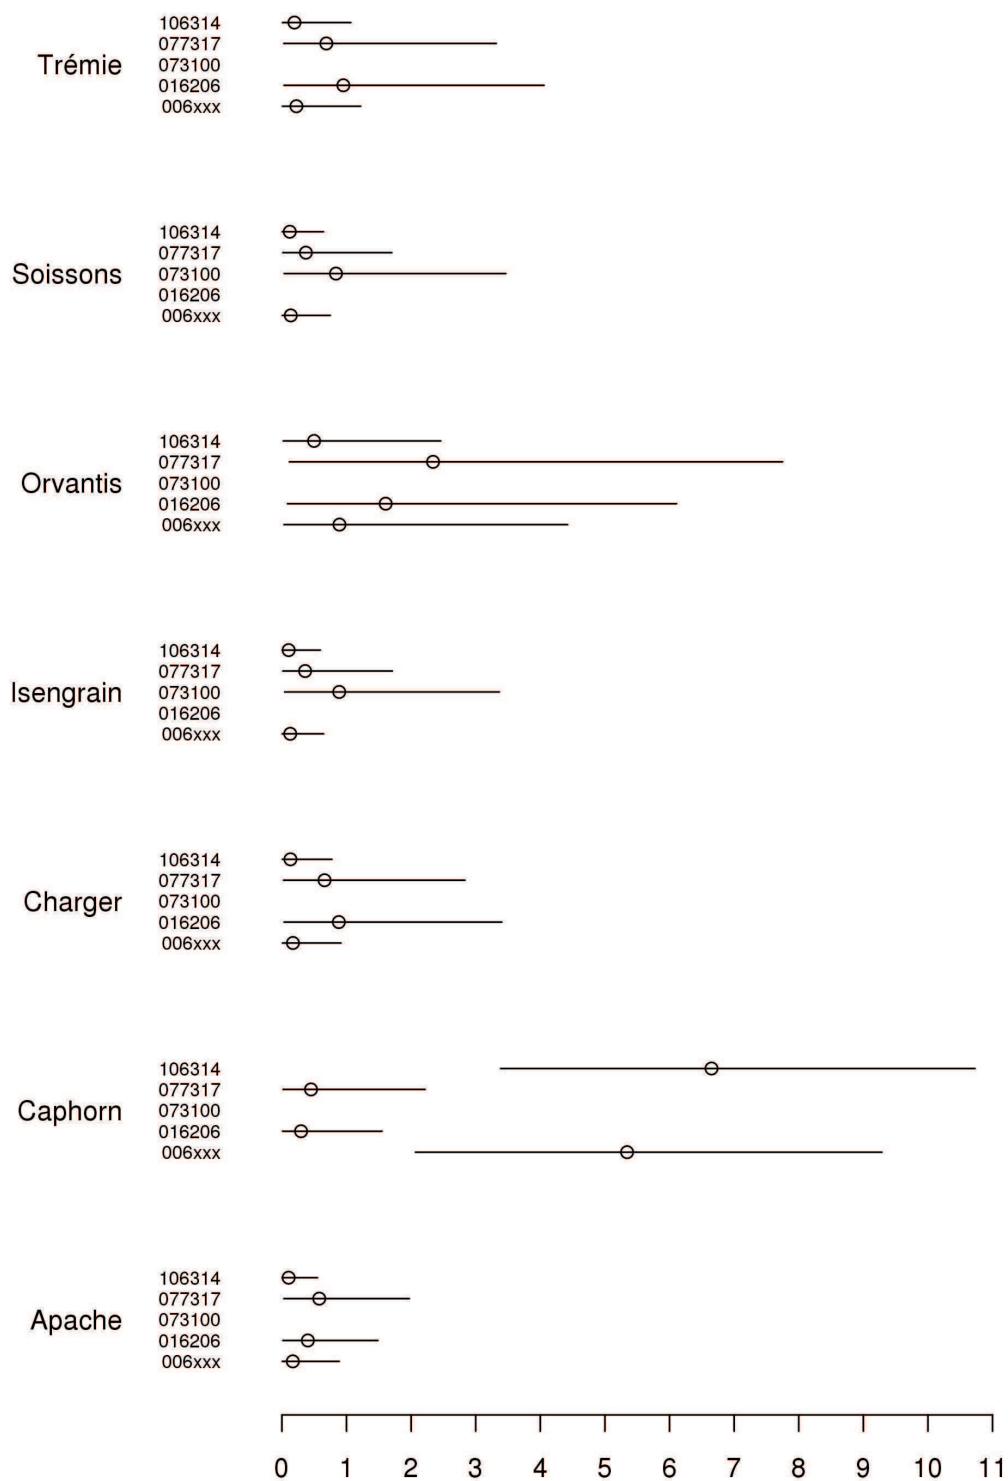 106314
077317
Trémie 073100
016206
006xxx
106314
077317
Soissons 073100
016206
006xxx
106314
077317
Orvantis 073100
016206
006xxx
106314
077317
Isengrain 073100
016206
006xxx
106314
077317
Charger 073100
016206
006xxx
106314
077317
Caphorn 073100
016206
006xxx
106314
077317
Apache 073100
016206
006xxx
0 1 2 3 4 5 6 7 8 9 10 11